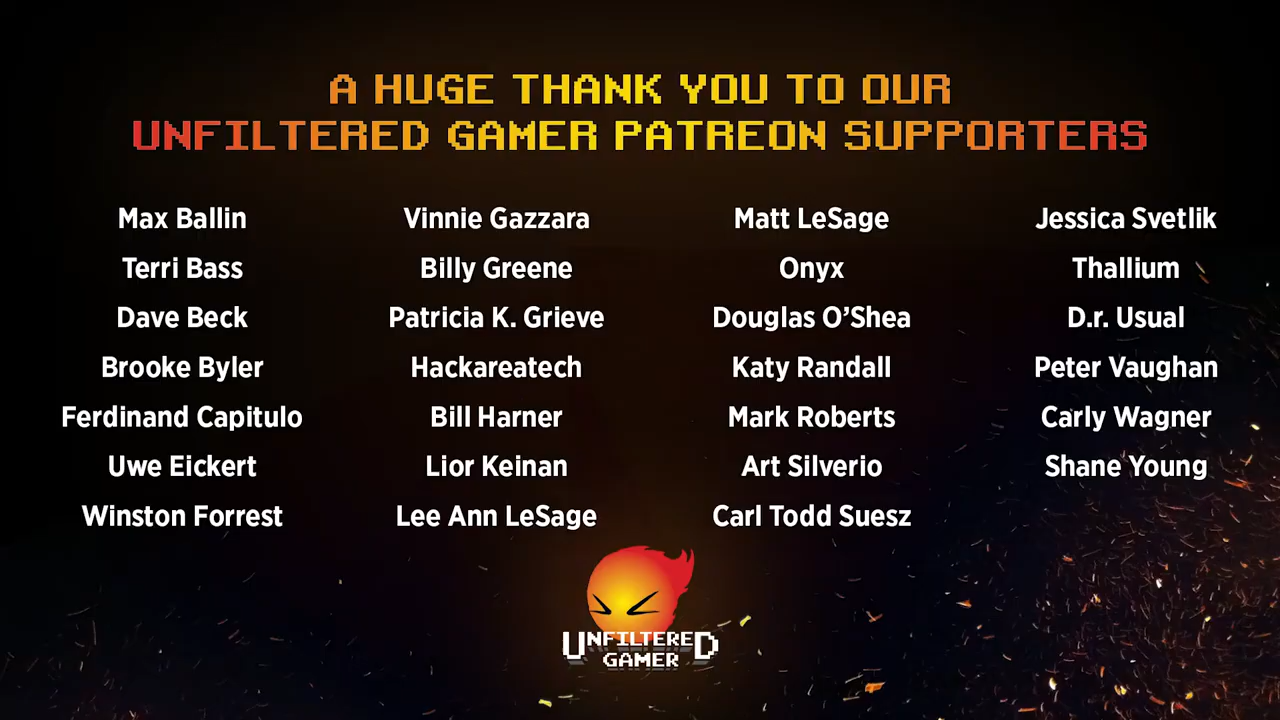 A HUGE THANK YOU TO OUR
UNFILTERED GAMER PATREON SUPPORTERS
Max Ballin
Terri Bass
Dave Beck
Brooke Byler
Ferdinand Capitulo
Uwe Eickert
Winston Forrest
Vinnie Gazzara
Billy Greene
Patricia K. Grieve
Hackareatech
Bill Harner
Lior Keinan
Lee Ann LeSage
Matt LeSage
Onyx
Douglas O’Shea
Katy Randall
Mark Roberts
Art Silverio
Carl Todd Suesz
Jessica Svetlik
Thallium
D.r. Usual
Peter Vaughan
Carly Wagner
Shane Young
UNFILTERED
GAMER